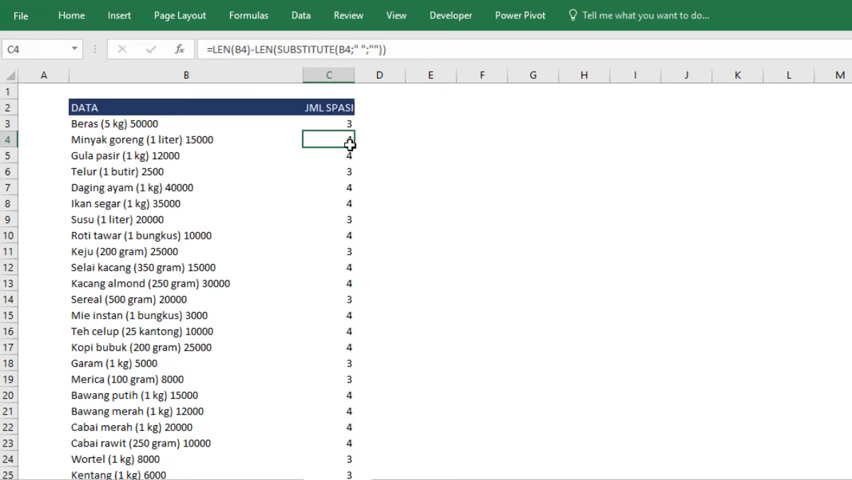 File Home Insert Page Layout Formulas Data Review View Developer Power Pivot Tell me what you want to do...
C4 fx =LEN(B4)-LEN(SUBSTITUTE(B4;" ";""))
A B C D E F G H I J K L M
1
2 DATA JML SPASI
3 Beras (5 kg) 50000 3
4 Minyak goreng (1 liter) 15000
5 Gula pasir (1 kg) 12000 4
6 Telur (1 butir) 2500 3
7 Daging ayam (1 kg) 40000 4
8 Ikan segar (1 kg) 35000 4
9 Susu (1 liter) 20000 3
10 Roti tawar (1 bungkus) 10000 4
11 Keju (200 gram) 25000 3
12 Selai kacang (350 gram) 15000 4
13 Kacang almond (250 gram) 30000 4
14 Sereal (500 gram) 20000 3
15 Mie instan (1 bungkus) 3000 4
16 Teh celup (25 kantong) 10000 4
17 Kopi bubuk (200 gram) 25000 4
18 Garam (1 kg) 5000 3
19 Merica (100 gram) 8000 3
20 Bawang putih (1 kg) 15000 4
21 Bawang merah (1 kg) 12000 4
22 Cabai merah (1 kg) 20000 4
23 Cabai rawit (250 gram) 10000 4
24 Wortel (1 kg) 8000 3
25 Kentang (1 kg) 6000 3